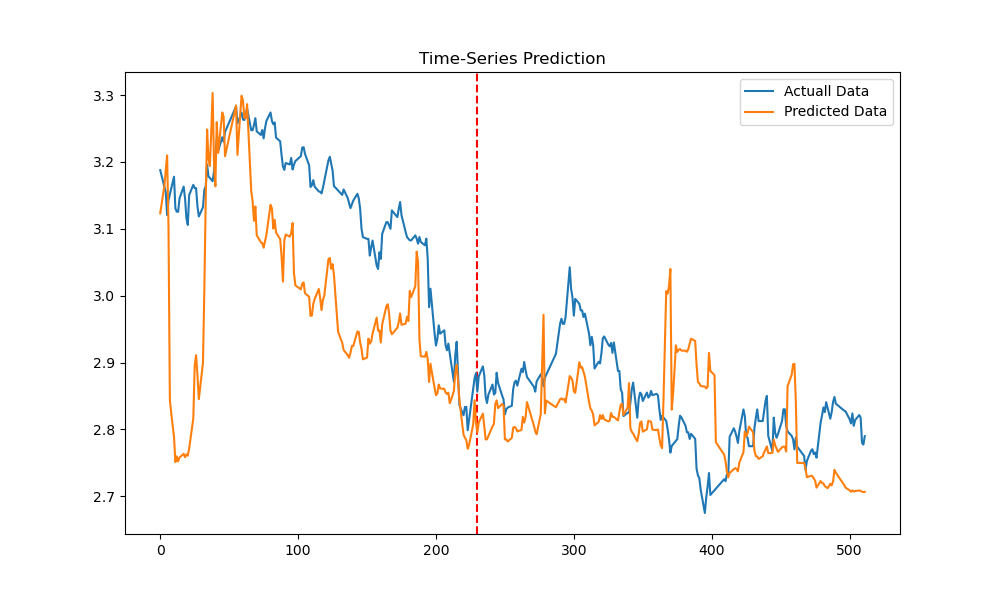 Time-Series Prediction
Actuall Data
Predicted Data
3.3
3.2
3.1
3.0
2.9
2.8
2.7
0 100 200 300 400 500